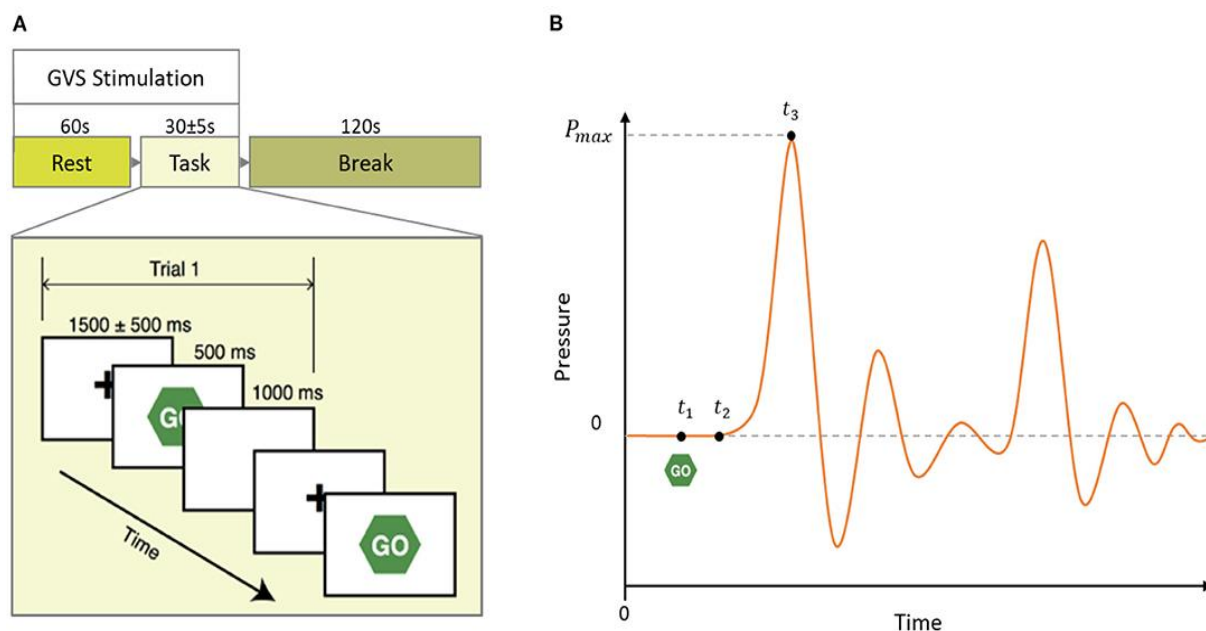 A
GVS Stimulation
60s
30±5s
120s
Rest
Task
Break
Trial 1
1500 ± 500 ms
500 ms
1000 ms
GO
GO
Time
B
Pmax
t3
Pressure
0
t1
t2
GO
0
Time